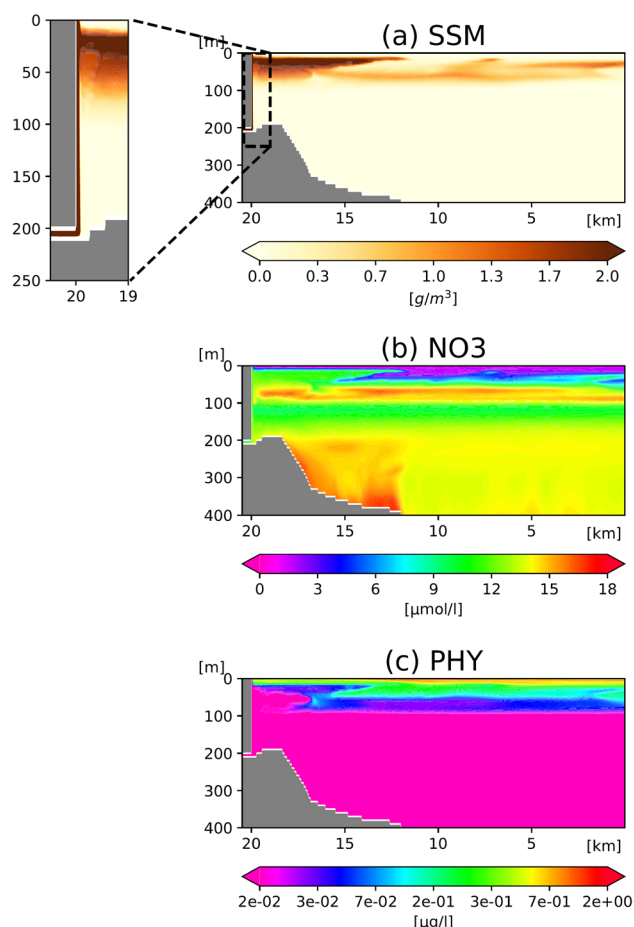 (a) SSM
[m]
0
50
100
150
200
250
20 19
0
100
200
300
400
20 15 10 5 [km]
0.0 0.3 0.7 1.0 1.3 1.7 2.0
[g/m³]
(b) NO3
[m]
0
100
200
300
400
20 15 10 5 [km]
0 3 6 9 12 15 18
[μmol/l]
(c) PHY
[m]
0
100
200
300
400
20 15 10 5 [km]
2e-02 3e-02 7e-02 2e-01 3e-01 7e-01 2e+00
[μg/l]